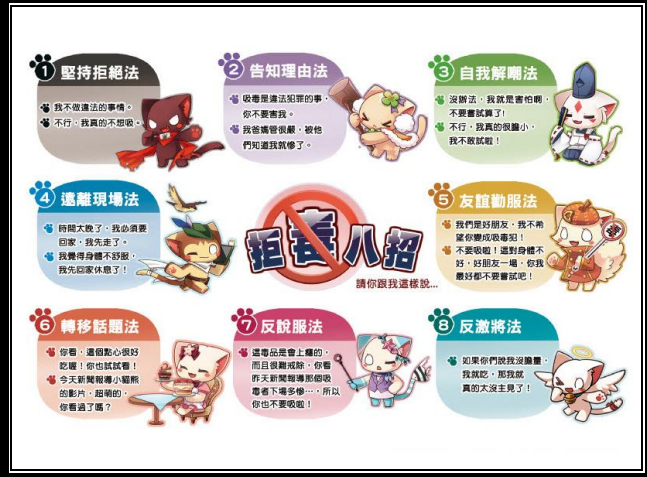 1 堅持拒絕法
我不做違法的事情。
不行,我真的不想吸。
2 告知理由法
吸毒是違法犯罪的事,
你不要害我。
我爸媽管很嚴,被他
們知道我就慘了。
3 自我解嘲法
沒辦法,我就是害怕啊,
不要嘗試算了!
不行,我真的很膽小,
我不敢試啦!
4 遠離現場法
時間太晚了,我必須要
回家,我先走了。
我覺得身體不舒服,
我先回家休息了!
拒毒八招
請你跟我這樣說...
5 友誼勸服法
我們是好朋友,我不希
望你變成吸毒犯!
不要吸啦!這對身體不
好,好朋友一場,你我
最好都不要嘗試吧!
6 轉移話題法
你看,這個點心很好
吃喔!你也試試看!
今天新聞報導小貓熊
的影片,超萌的,
你看過了嗎?
7 反說服法
這毒品是會上癮的,
而且很難戒除,你看
昨天新聞報導那個吸
毒者下場多慘…,所以
你也不要吸啦!
8 反激將法
如果你們說我沒膽量,
我就吃,那我就
真的太沒主見了!